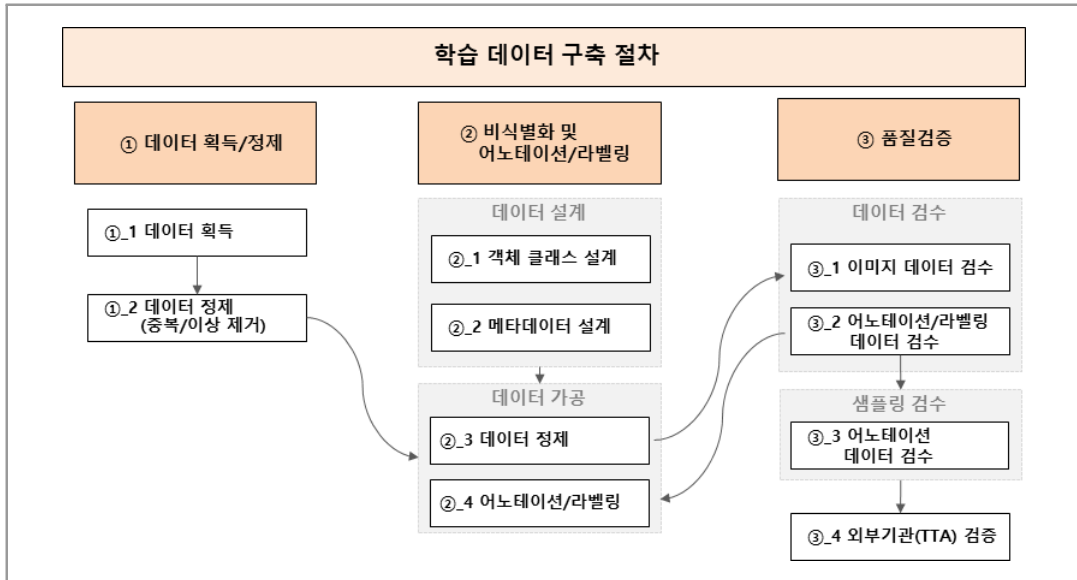 학습 데이터 구축 절차
① 데이터 획득/정제
①_1 데이터 획득
①_2 데이터 정제
(중복/이상 제거)
② 비식별화 및
어노테이션/라벨링
데이터 설계
②_1 객체 클래스 설계
②_2 메타데이터 설계
데이터 가공
②_3 데이터 정제
②_4 어노테이션/라벨링
③ 품질검증
데이터 검수
③_1 이미지 데이터 검수
③_2 어노테이션/라벨링
데이터 검수
샘플링 검수
③_3 어노테이션
데이터 검수
③_4 외부기관(TTA) 검증